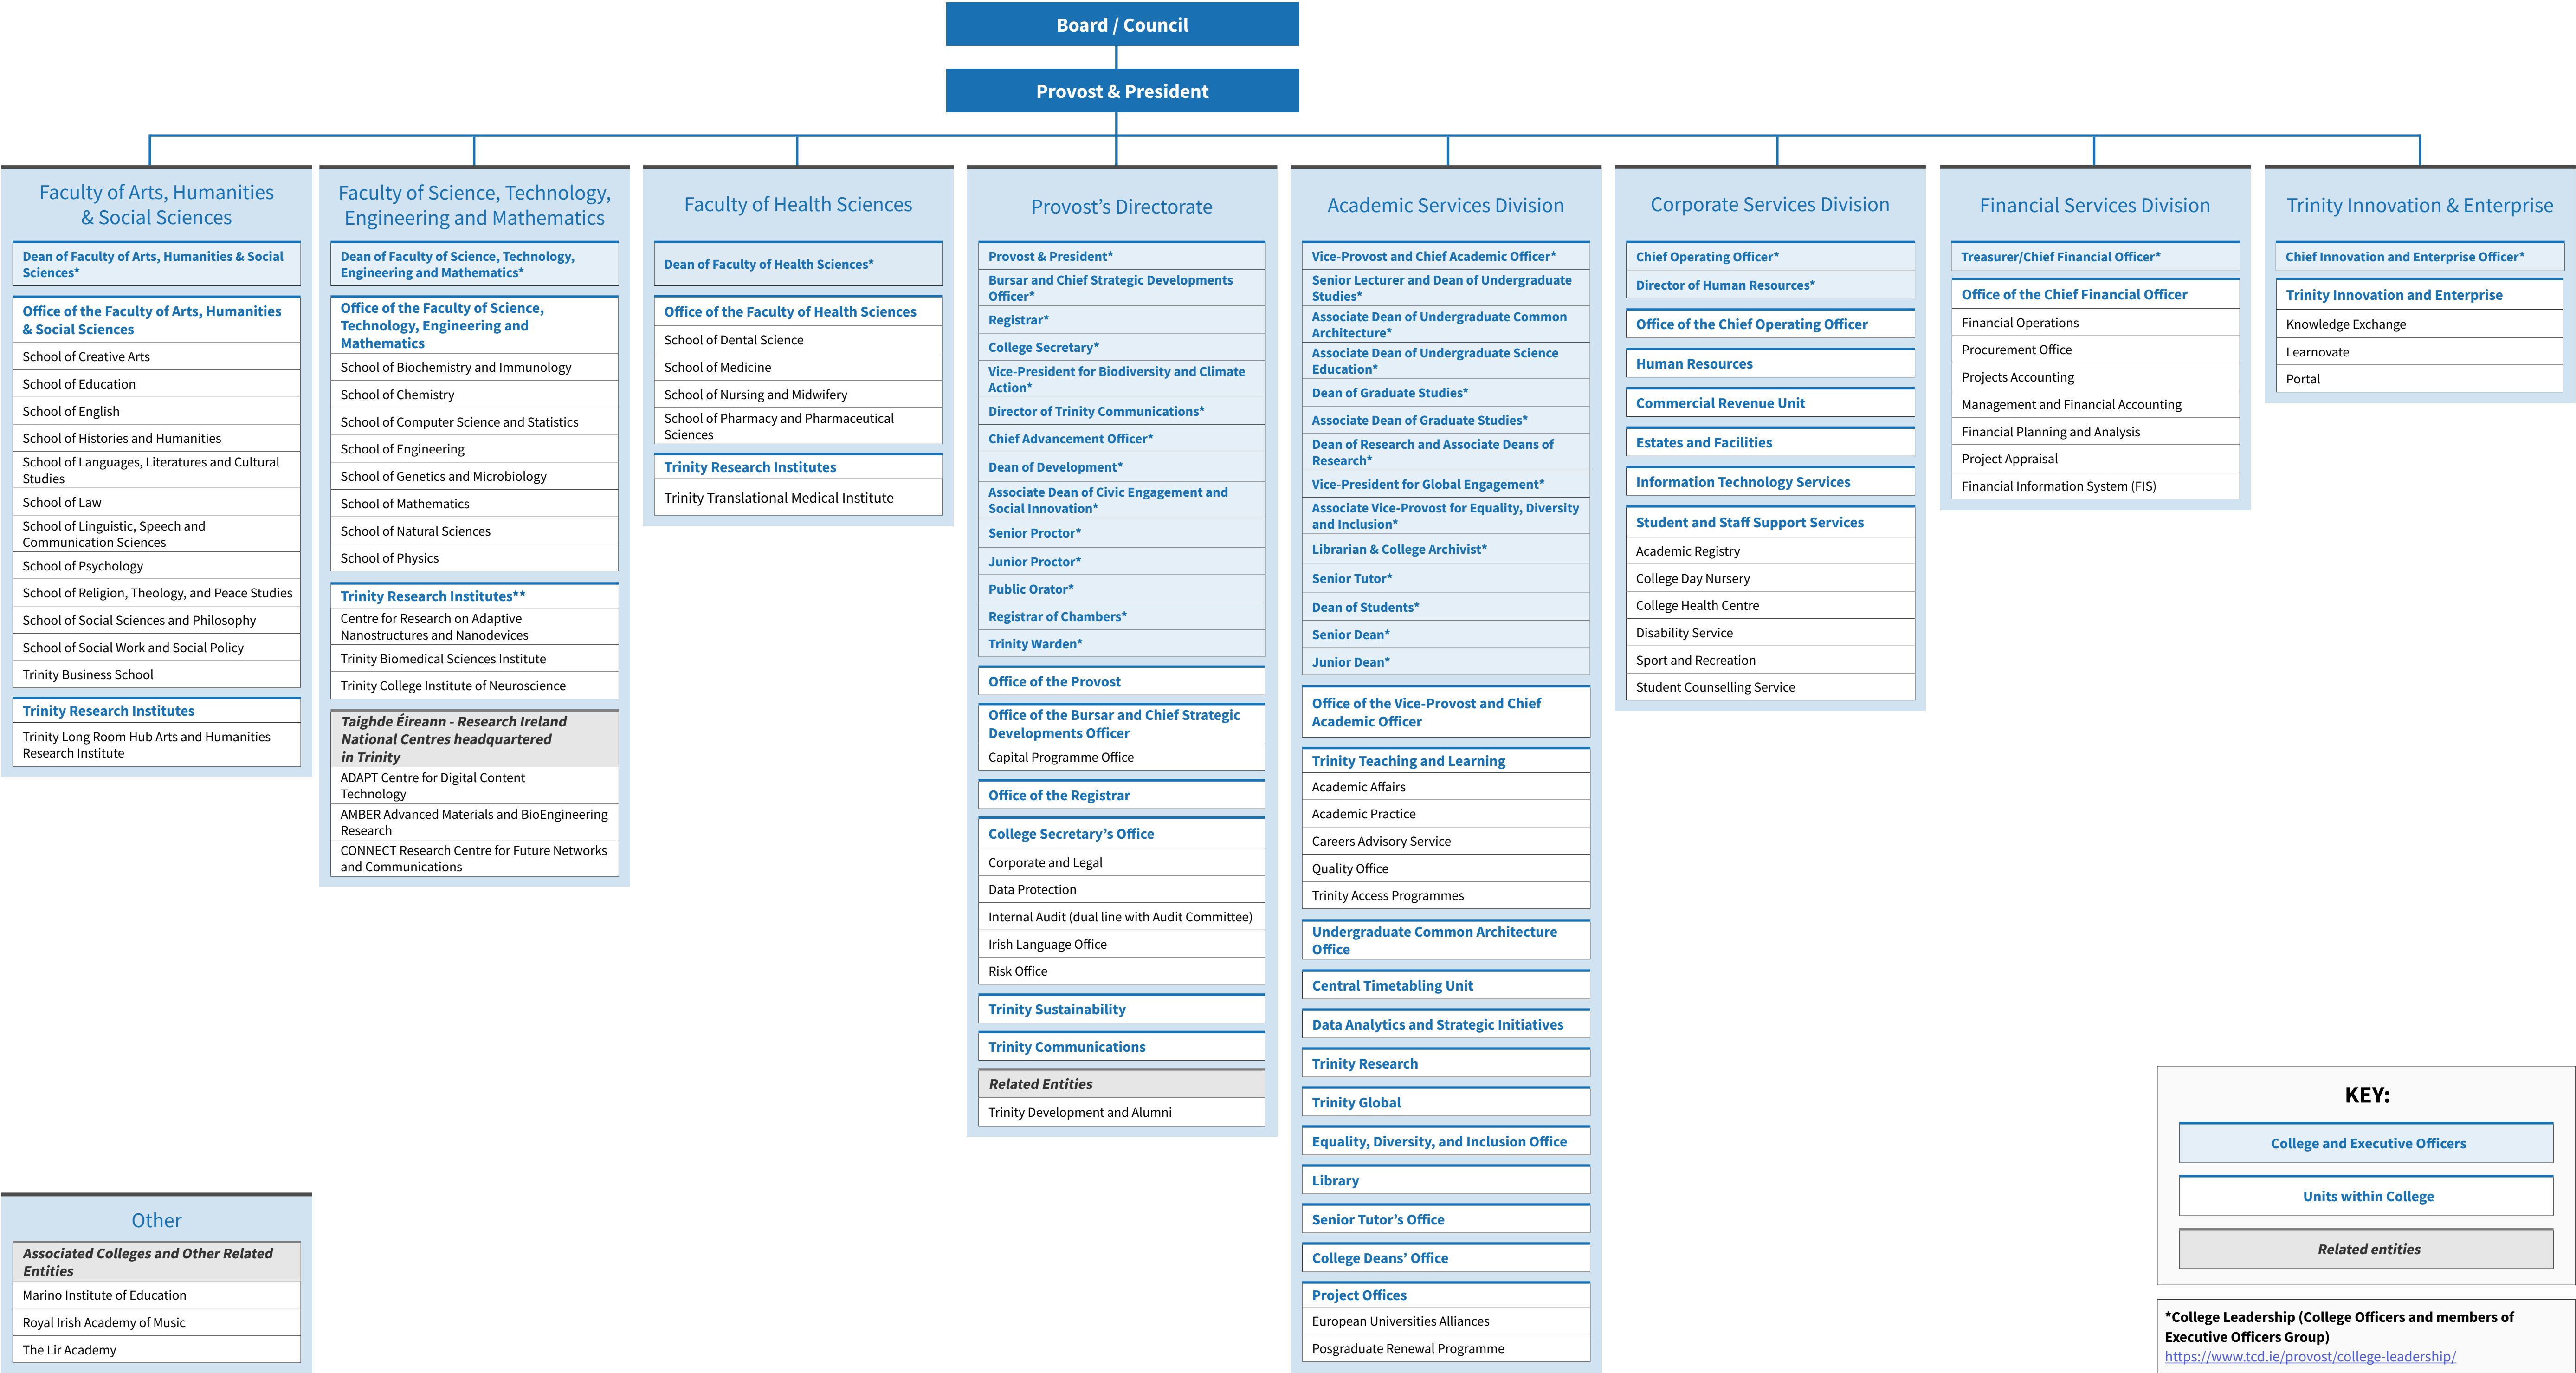 Board / Council
Provost & President
Faculty of Arts, Humanities
& Social Sciences
Dean of Faculty of Arts, Humanities & Social
Sciences*
Office of the Faculty of Arts, Humanities
& Social Sciences
School of Creative Arts
School of Education
School of English
School of Histories and Humanities
School of Languages, Literatures and Cultural
Studies
School of Law
School of Linguistic, Speech and
Communication Sciences
School of Psychology
School of Religion, Theology, and Peace Studies
School of Social Sciences and Philosophy
School of Social Work and Social Policy
Trinity Business School
Trinity Research Institutes
Trinity Long Room Hub Arts and Humanities
Research Institute
Faculty of Science, Technology,
Engineering and Mathematics
Dean of Faculty of Science, Technology,
Engineering and Mathematics*
Office of the Faculty of Science,
Technology, Engineering and
Mathematics
School of Biochemistry and Immunology
School of Chemistry
School of Computer Science and Statistics
School of Engineering
School of Genetics and Microbiology
School of Mathematics
School of Natural Sciences
School of Physics
Trinity Research Institutes**
Centre for Research on Adaptive
Nanostructures and Nanodevices
Trinity Biomedical Sciences Institute
Trinity College Institute of Neuroscience
Taighde Éireann - Research Ireland
National Centres headquartered
in Trinity
ADAPT Centre for Digital Content
Technology
AMBER Advanced Materials and BioEngineering
Research
CONNECT Research Centre for Future Networks
and Communications
Faculty of Health Sciences
Dean of Faculty of Health Sciences*
Office of the Faculty of Health Sciences
School of Dental Science
School of Medicine
School of Nursing and Midwifery
School of Pharmacy and Pharmaceutical
Sciences
Trinity Research Institutes
Trinity Translational Medical Institute
Provost’s Directorate
Provost & President*
Bursar and Chief Strategic Developments
Officer*
Registrar*
College Secretary*
Vice-President for Biodiversity and Climate
Action*
Director of Trinity Communications*
Chief Advancement Officer*
Dean of Development*
Associate Dean of Civic Engagement and
Social Innovation*
Senior Proctor*
Junior Proctor*
Public Orator*
Registrar of Chambers*
Trinity Warden*
Office of the Provost
Office of the Bursar and Chief Strategic
Developments Officer
Capital Programme Office
Office of the Registrar
College Secretary’s Office
Corporate and Legal
Data Protection
Internal Audit (dual line with Audit Committee)
Irish Language Office
Risk Office
Trinity Sustainability
Trinity Communications
Related Entities
Trinity Development and Alumni
Academic Services Division
Vice-Provost and Chief Academic Officer*
Senior Lecturer and Dean of Undergraduate
Studies*
Associate Dean of Undergraduate Common
Architecture*
Associate Dean of Undergraduate Science
Education*
Dean of Graduate Studies*
Associate Dean of Graduate Studies*
Dean of Research and Associate Deans of
Research*
Vice-President for Global Engagement*
Associate Vice-Provost for Equality, Diversity
and Inclusion*
Librarian & College Archivist*
Senior Tutor*
Dean of Students*
Senior Dean*
Junior Dean*
Office of the Vice-Provost and Chief
Academic Officer
Trinity Teaching and Learning
Academic Affairs
Academic Practice
Careers Advisory Service
Quality Office
Trinity Access Programmes
Undergraduate Common Architecture
Office
Central Timetabling Unit
Data Analytics and Strategic Initiatives
Trinity Research
Trinity Global
Equality, Diversity, and Inclusion Office
Library
Senior Tutor’s Office
College Deans’ Office
Project Offices
European Universities Alliances
Posgraduate Renewal Programme
Corporate Services Division
Chief Operating Officer*
Director of Human Resources*
Office of the Chief Operating Officer
Human Resources
Commercial Revenue Unit
Estates and Facilities
Information Technology Services
Student and Staff Support Services
Academic Registry
College Day Nursery
College Health Centre
Disability Service
Sport and Recreation
Student Counselling Service
Financial Services Division
Treasurer/Chief Financial Officer*
Office of the Chief Financial Officer
Financial Operations
Procurement Office
Projects Accounting
Management and Financial Accounting
Financial Planning and Analysis
Project Appraisal
Financial Information System (FIS)
Trinity Innovation & Enterprise
Chief Innovation and Enterprise Officer*
Trinity Innovation and Enterprise
Knowledge Exchange
Learnovate
Portal
Other
Associated Colleges and Other Related
Entities
Marino Institute of Education
Royal Irish Academy of Music
The Lir Academy
KEY:
College and Executive Officers
Units within College
Related entities
*College Leadership (College Officers and members of
Executive Officers Group)
https://www.tcd.ie/provost/college-leadership/